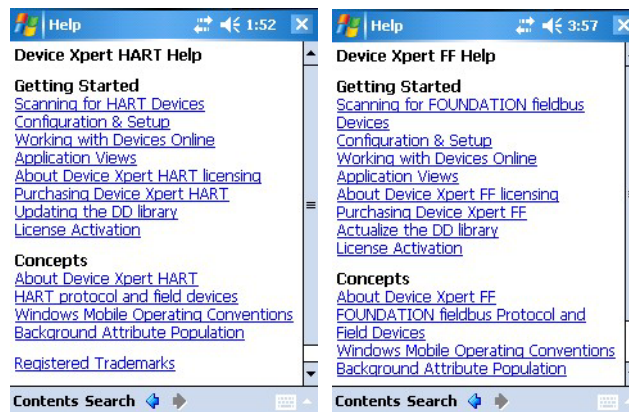 Help 1:52
Device Xpert HART Help
Getting Started
Scanning for HART Devices
Configuration & Setup
Working with Devices Online
Application Views
About Device Xpert HART licensing
Purchasing Device Xpert HART
Updating the DD library
License Activation
Concepts
About Device Xpert HART
HART protocol and field devices
Windows Mobile Operating Conventions
Background Attribute Population
Registered Trademarks
Contents Search
Help 3:57
Device Xpert FF Help
Getting Started
Scanning for FOUNDATION fieldbus
Devices
Configuration & Setup
Working with Devices Online
Application Views
About Device Xpert FF licensing
Purchasing Device Xpert FF
Actualize the DD library
License Activation
Concepts
About Device Xpert FF
FOUNDATION fieldbus Protocol and
Field Devices
Windows Mobile Operating Conventions
Background Attribute Population
Contents Search